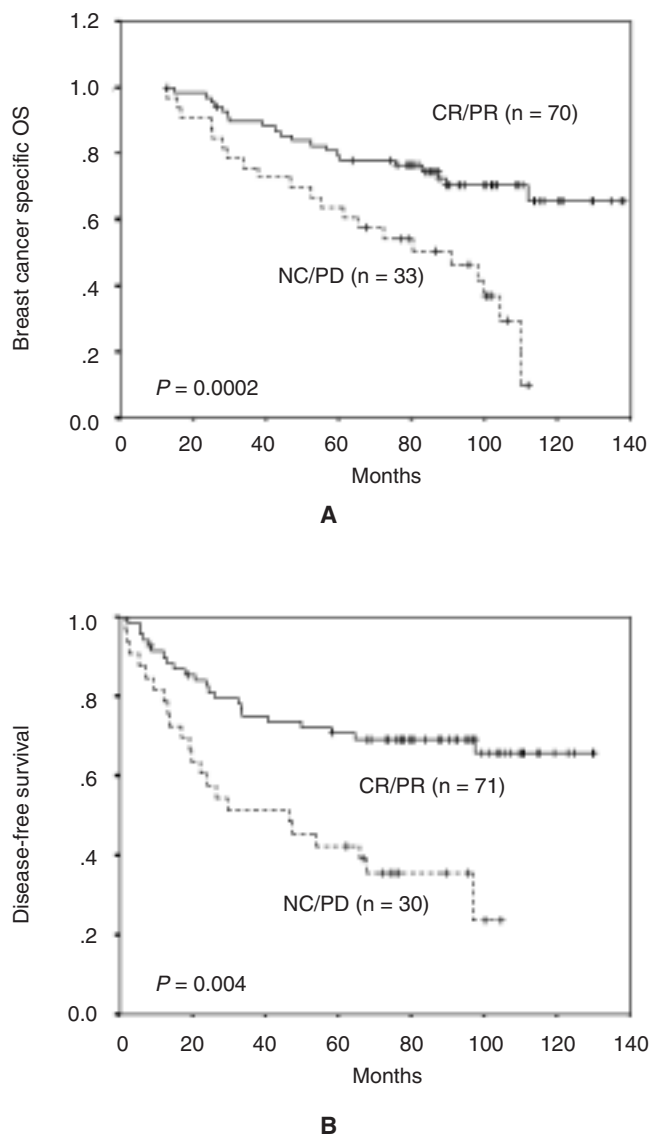 1.2
1.0
.8
.6
.4
.2
0.0
Breast cancer specific OS
CR/PR (n = 70)
NC/PD (n = 33)
P = 0.0002
0 20 40 60 80 100 120 140
Months
A
1.0
.8
.6
.4
.2
0.0
Disease-free survival
CR/PR (n = 71)
NC/PD (n = 30)
P = 0.004
0 20 40 60 80 100 120 140
Months
B